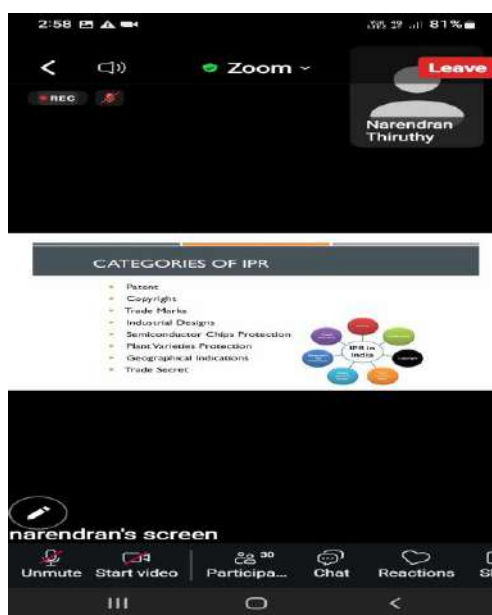 2:58
81%
Zoom
Leave
REC
Narendran
Thiruthy
CATEGORIES OF IPR
Patent
Copyright
Trade Marks
Industrial Designs
Semiconductor Chips Protection
Plant Varieties Protection
Geographical Indications
Trade Secret
IPR in
India
narendran's screen
30
Unmute
Start video
Participa...
Chat
Reactions